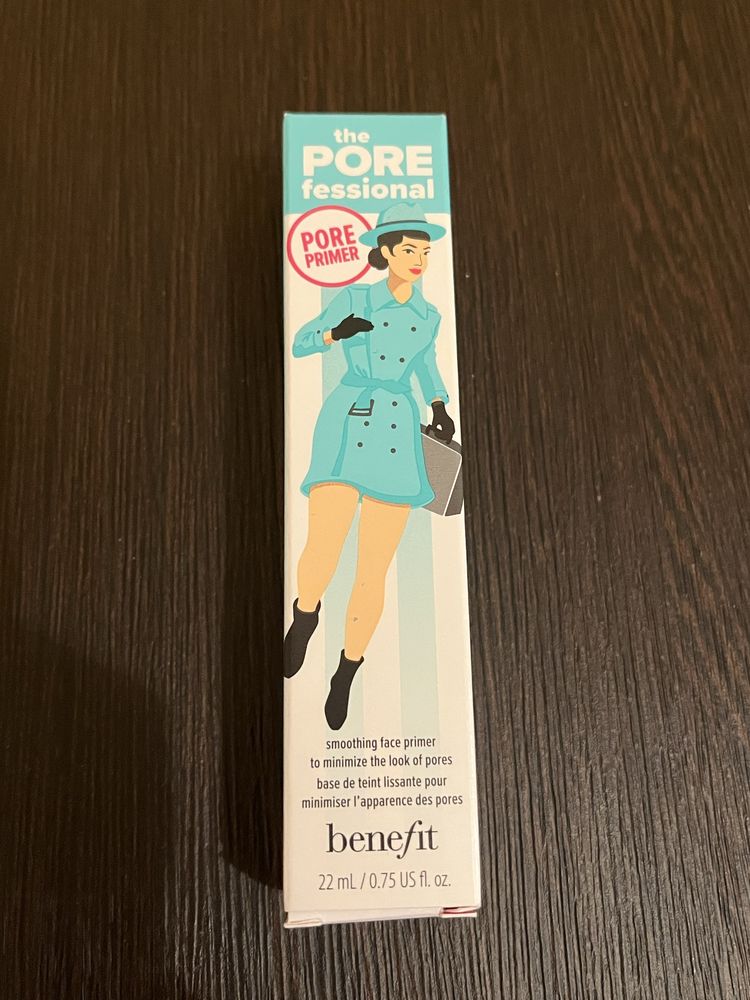 the
PORE
fessional
PORE
PRIMER
smoothing face primer
to minimize the look of pores
base de teint lissante pour
minimiser l'apparence des pores
benefit
22 mL / 0.75 US fl. oz.